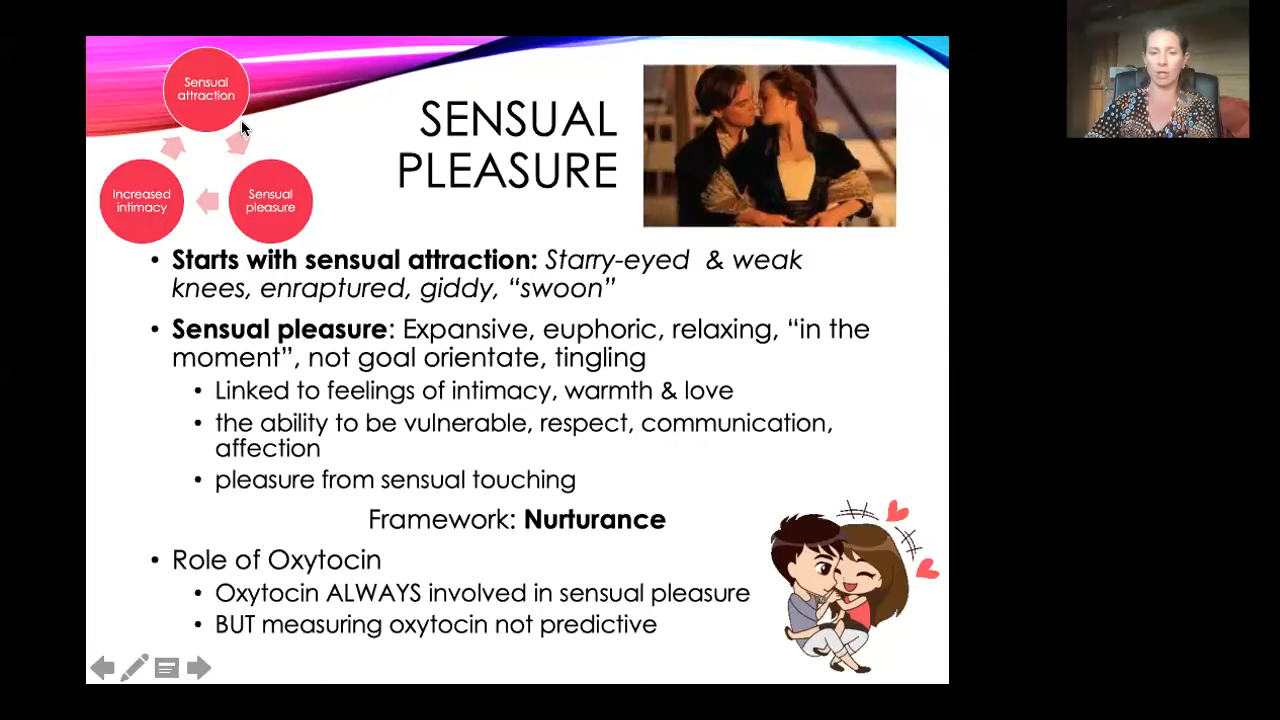 Sensual
attraction
Increased
intimacy
Sensual
pleasure
SENSUAL
PLEASURE
• Starts with sensual attraction: Starry-eyed & weak
knees, enraptured, giddy, “swoon”
• Sensual pleasure: Expansive, euphoric, relaxing, “in the
moment”, not goal orientate, tingling
• Linked to feelings of intimacy, warmth & love
• the ability to be vulnerable, respect, communication,
affection
• pleasure from sensual touching
Framework: Nurturance
• Role of Oxytocin
• Oxytocin ALWAYS involved in sensual pleasure
• BUT measuring oxytocin not predictive